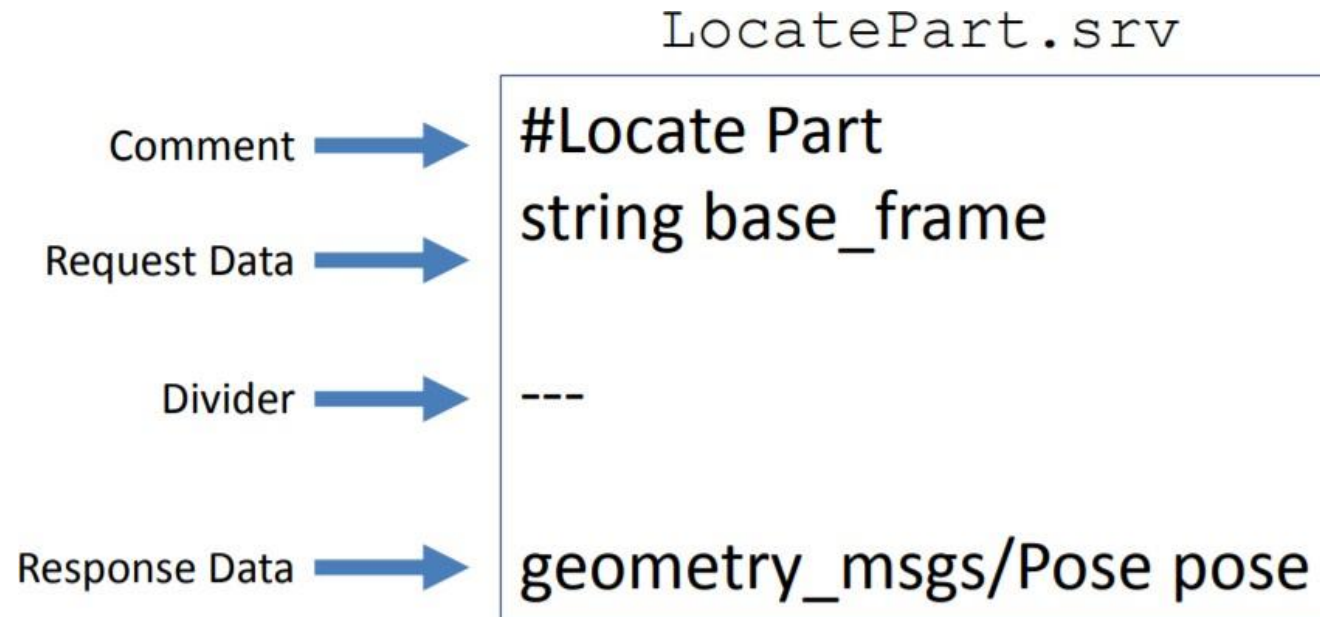 LocatePart.srv
Comment
#Locate Part
Request Data
string base_frame
Divider
---
Response Data
geometry_msgs/Pose pose